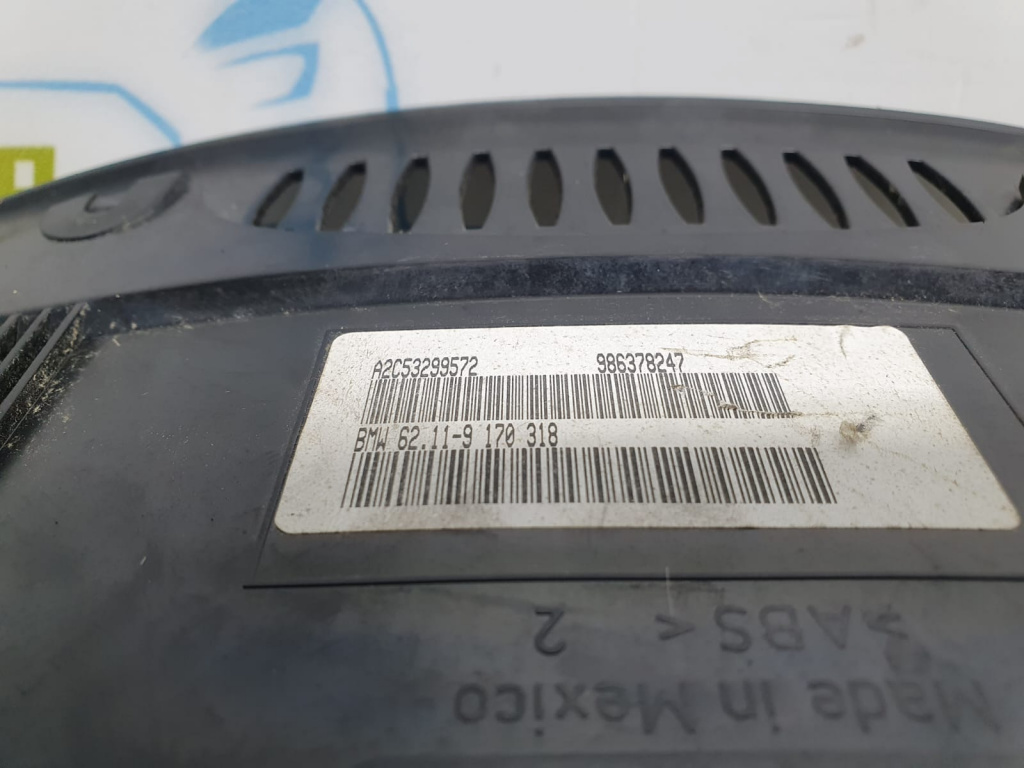 A2C53299572 986378247
BMW 62.11-9 170 318
>ABS< 2
Made in Mexico